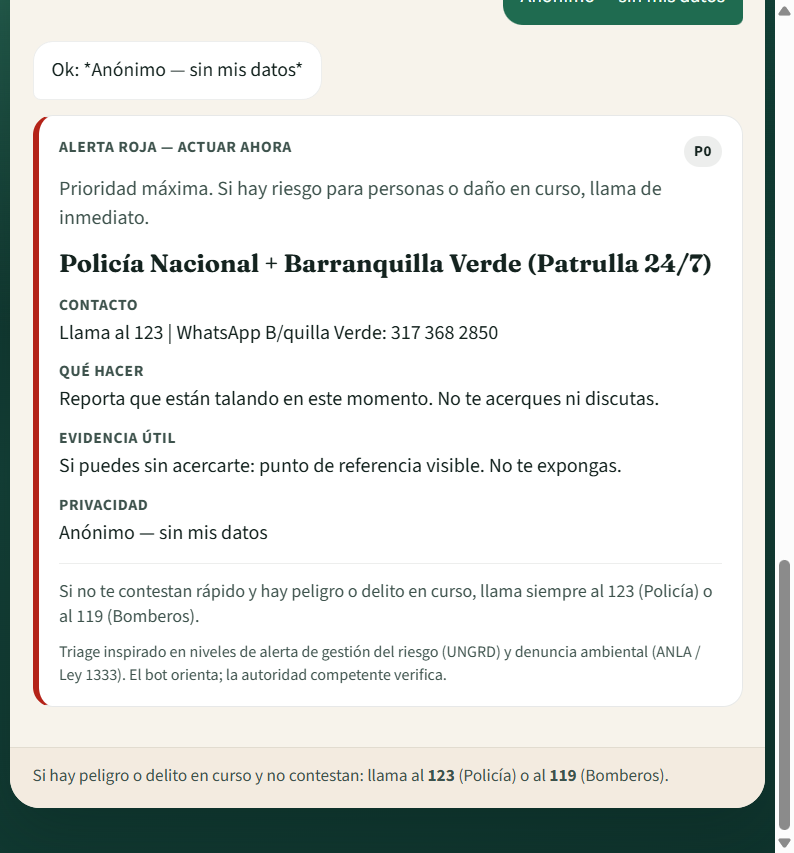 Anónimo — sin mis datos
Ok: *Anónimo — sin mis datos*
ALERTA ROJA — ACTUAR AHORA
P0
Prioridad máxima. Si hay riesgo para personas o daño en curso, llama de
inmediato.
Policía Nacional + Barranquilla Verde (Patrulla 24/7)
CONTACTO
Llama al 123 | WhatsApp B/quilla Verde: 317 368 2850
QUÉ HACER
Reporta que están talando en este momento. No te acerques ni discutas.
EVIDENCIA ÚTIL
Si puedes sin acercarte: punto de referencia visible. No te expongas.
PRIVACIDAD
Anónimo — sin mis datos
Si no te contestan rápido y hay peligro o delito en curso, llama siempre al 123 (Policía) o
al 119 (Bomberos).
Triage inspirado en niveles de alerta de gestión del riesgo (UNGRD) y denuncia ambiental (ANLA /
Ley 1333). El bot orienta; la autoridad competente verifica.
Si hay peligro o delito en curso y no contestan: llama al 123 (Policía) o al 119 (Bomberos).